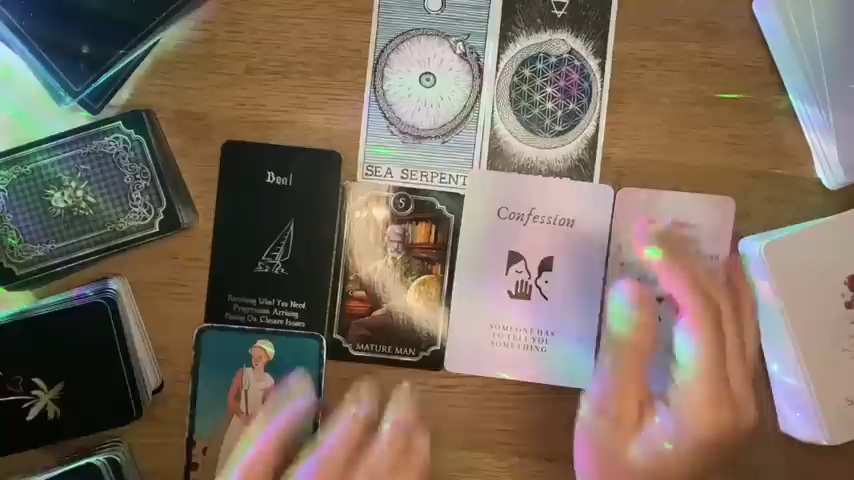 SEA SERPENT
Boat
Receiving What You Need
Progression, Arriving
Moving On, Closure Issues
5
MATURE MAN
Confession
SOMEONE HAS
TO TELL YOU
SOMETHING